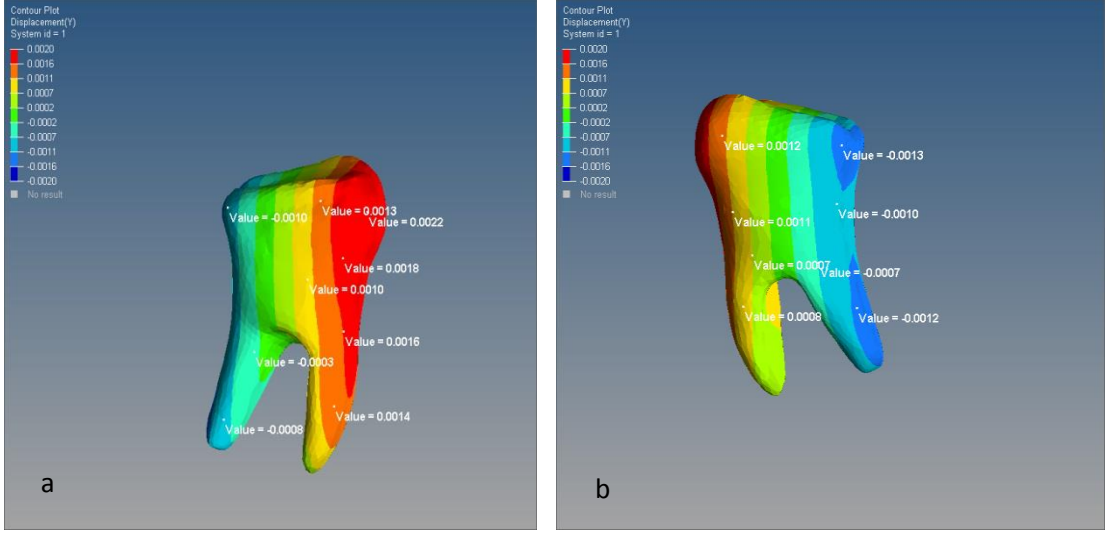 Contour Plot
Displacement(Y)
System id = 1
0.0020
0.0016
0.0011
0.0007
0.0002
-0.0002
-0.0007
-0.0011
-0.0016
-0.0020
No result
Value = -0.0010
Value = 0.0013
Value = 0.0022
Value = 0.0018
Value = 0.0010
Value = 0.0016
Value = -0.0003
Value = 0.0014
Value = -0.0008
a
Contour Plot
Displacement(Y)
System id = 1
0.0020
0.0016
0.0011
0.0007
0.0002
-0.0002
-0.0007
-0.0011
-0.0016
-0.0020
No result
Value = 0.0012
Value = -0.0013
Value = -0.0010
Value = 0.0011
Value = 0.0007
Value = -0.0007
Value = 0.0008
Value = -0.0012
b